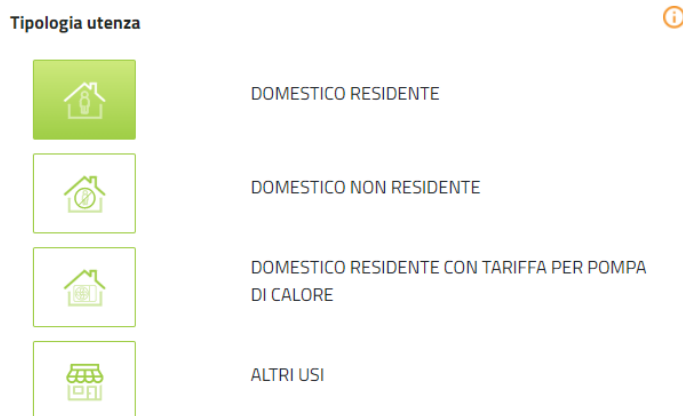 Tipologia utenza
DOMESTICO RESIDENTE
DOMESTICO NON RESIDENTE
DOMESTICO RESIDENTE CON TARIFFA PER POMPA
DI CALORE
ALTRI USI